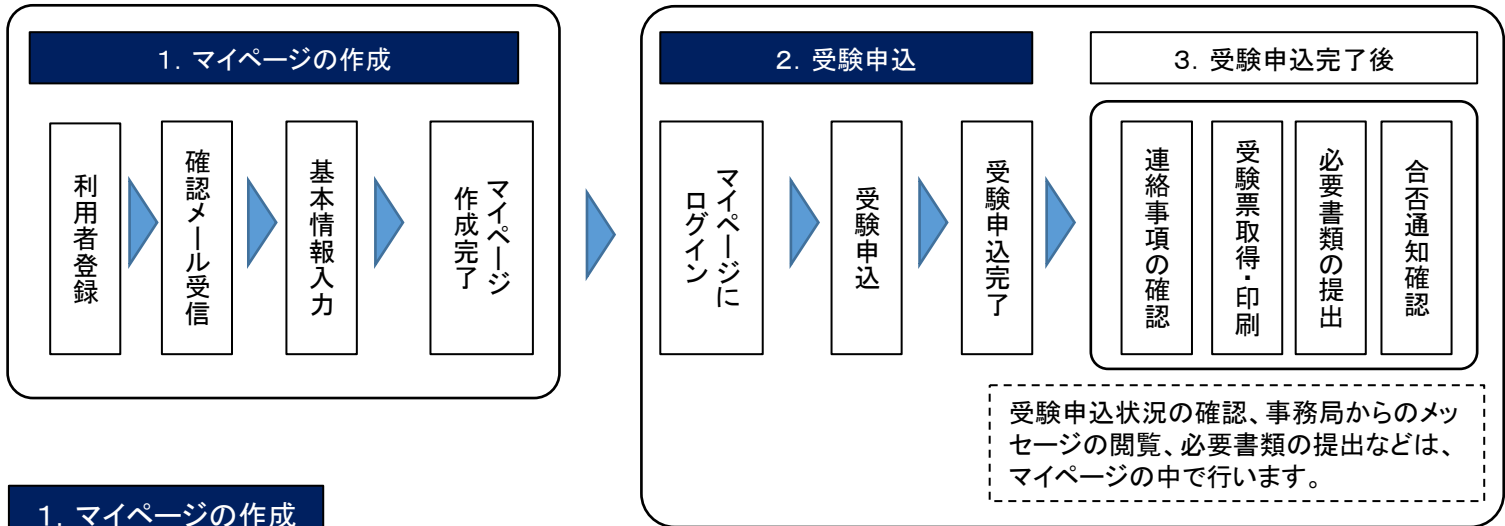 1．マイページの作成
利用者登録
確認メール受信
基本情報入力
マイページ
作成完了
2．受験申込
マイページに
ログイン
受験申込
受験申込完了
3．受験申込完了後
連絡事項の確認
受験票取得・印刷
必要書類の提出
合否通知確認
受験申込状況の確認、事務局からのメッ
セージの閲覧、必要書類の提出などは、
マイページの中で行います。
1．マイページの作成